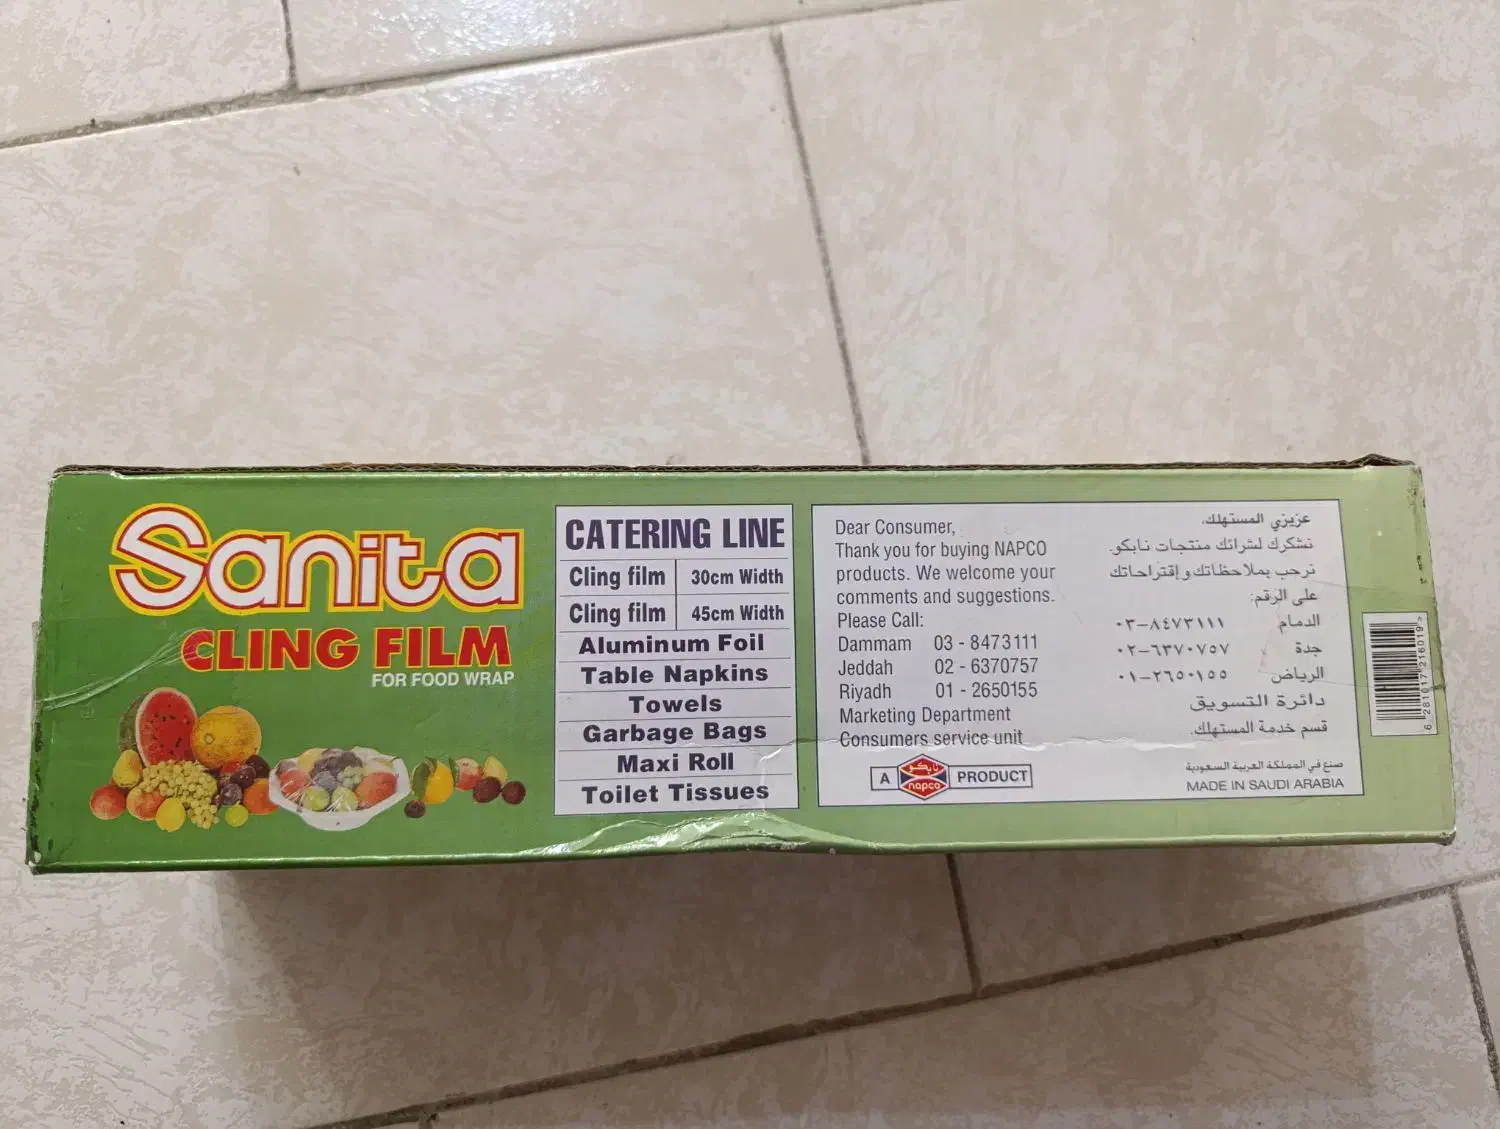 Sanita
CLING FILM
FOR FOOD WRAP
CATERING LINE
Cling film 30cm Width
Cling film 45cm Width
Aluminum Foil
Table Napkins
Towels
Garbage Bags
Maxi Roll
Toilet Tissues
Dear Consumer,
Thank you for buying NAPCO
products. We welcome your
comments and suggestions.
Please Call:
Dammam 03 - 8473111
Jeddah 02 - 6370757
Riyadh 01 - 2650155
Marketing Department
Consumers service unit
A نابكو napco PRODUCT
عزيزي المستهلك،
نشكرك لشرائك منتجات نابكو.
نرحب بملاحظاتك وإقتراحاتك
على الرقم:
الدمام ٠٣-٨٤٧٣١١١
جدة ٠٢-٦٣٧٠٧٥٧
الرياض ٠١-٢٦٥٠١٥٥
دائرة التسويق
قسم خدمة المستهلك.
صنع في المملكة العربية السعودية
MADE IN SAUDI ARABIA
6 281017 216019 >